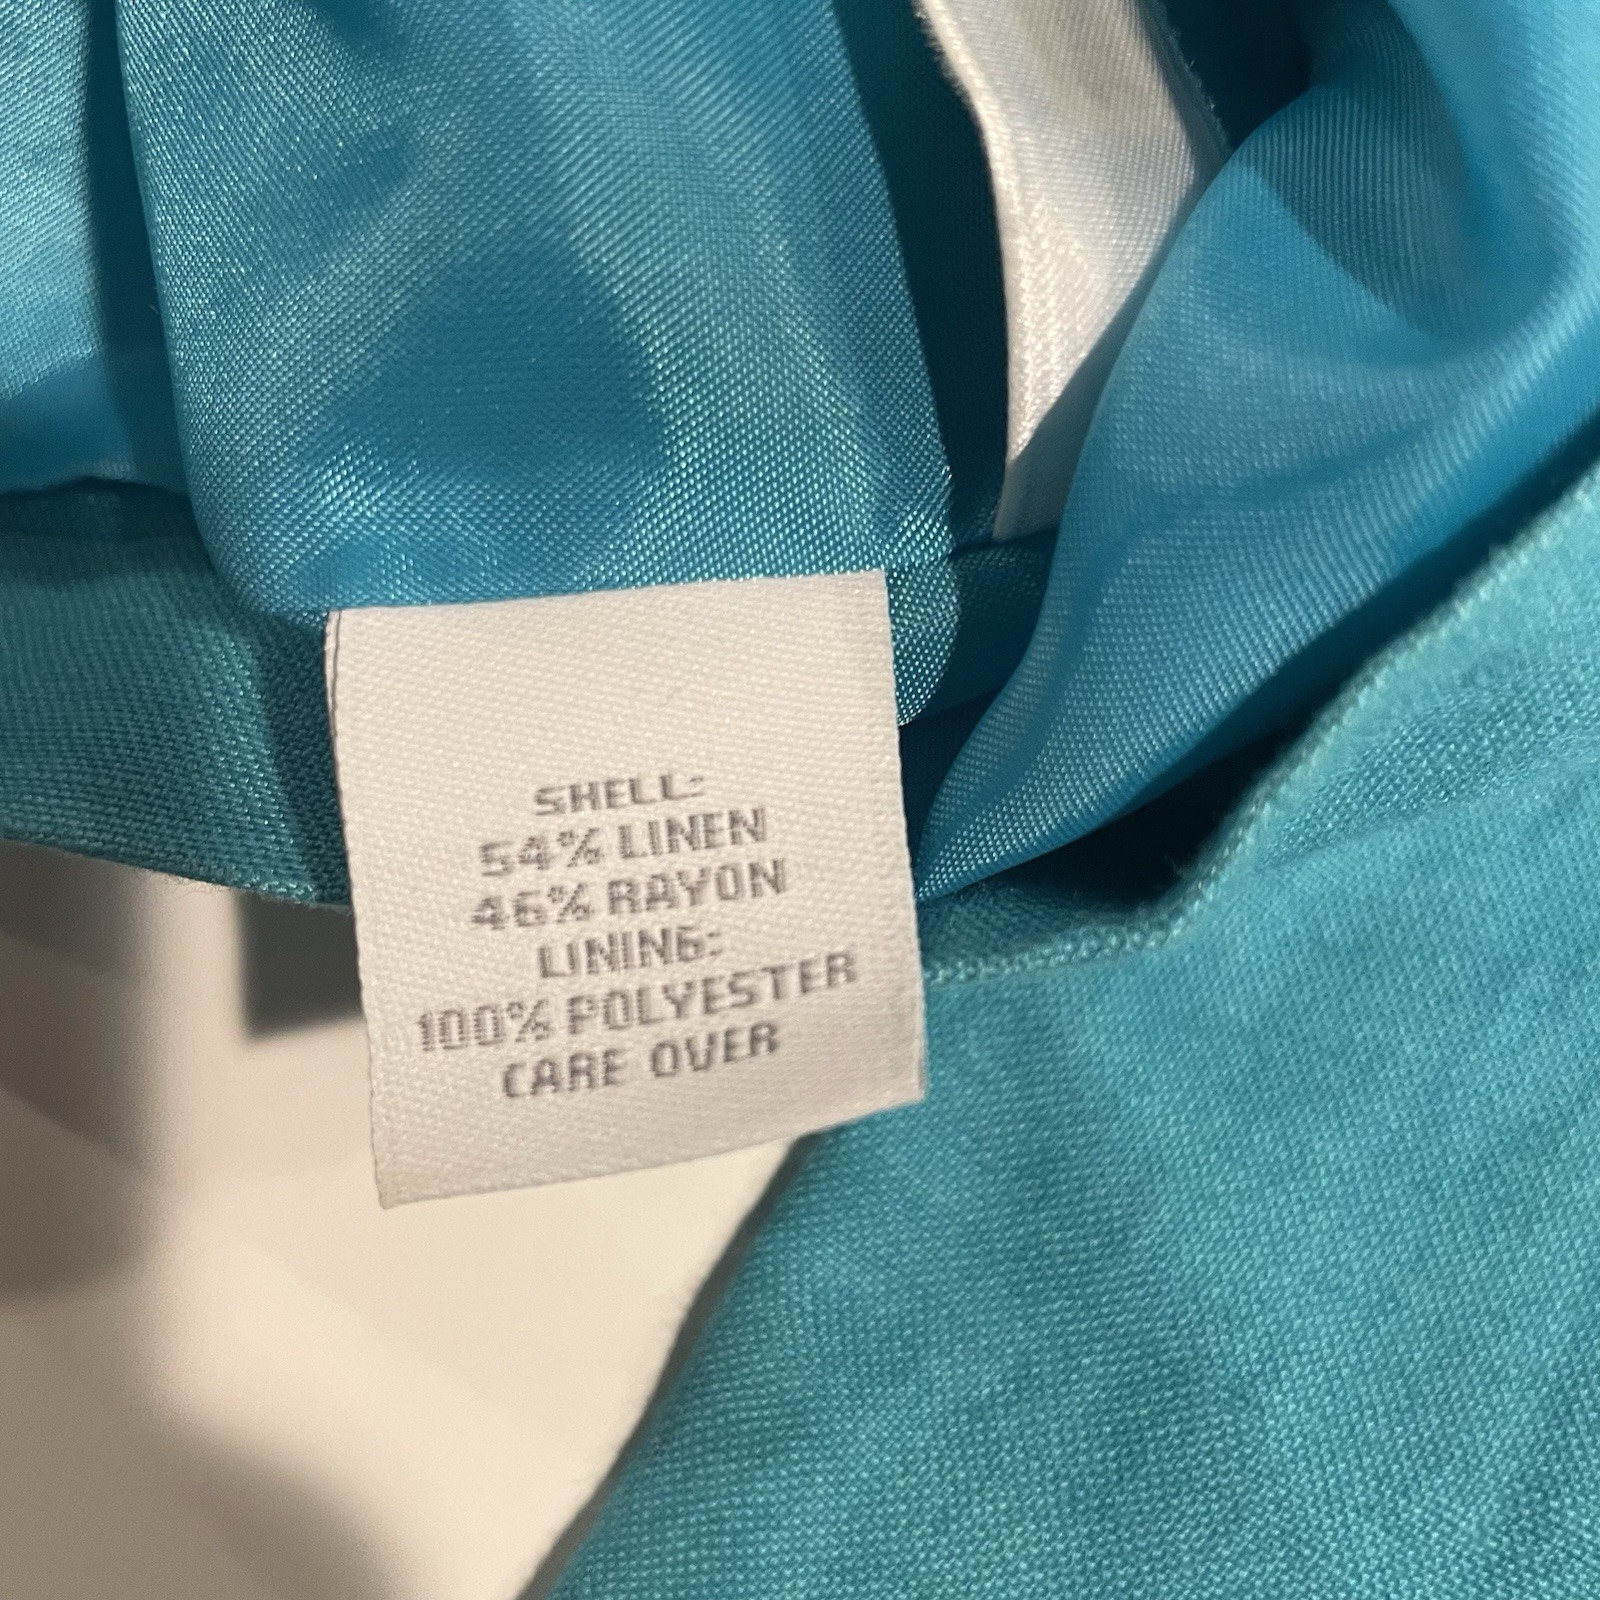 SHELL:
54% LINEN
46% RAYON
LINING:
100% POLYESTER
CARE OVER